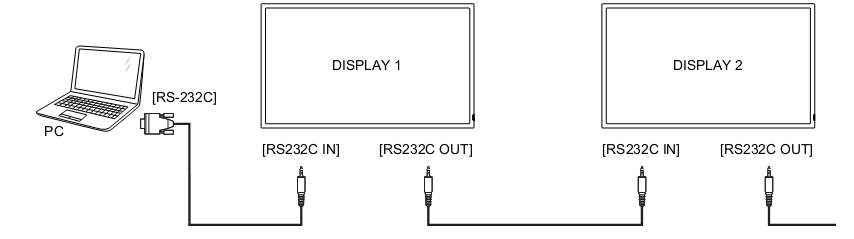 DISPLAY 1
DISPLAY 2
[RS-232C]
PC
[RS232C IN]
[RS232C OUT]
[RS232C IN]
[RS232C OUT]